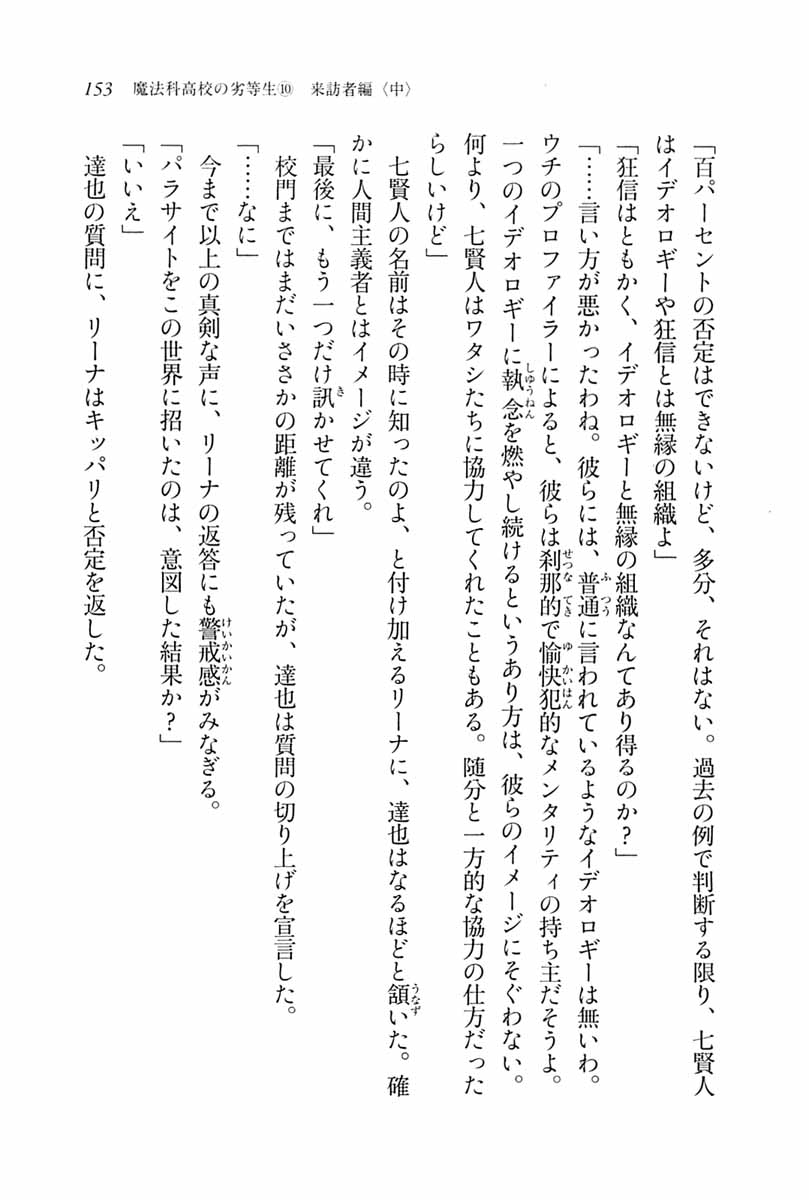 153　魔法科高校の劣等生⑩　来訪者編〈中〉
「百パーセントの否定はできないけど、多分、それはない。過去の例で判断する限り、七賢人
はイデオロギーや狂信とは無縁の組織よ」
「狂信はともかく、イデオロギーと無縁の組織なんてあり得るのか？」
「……言い方が悪かったわね。彼らには、普通に言われているようなイデオロギーは無いわ。
ウチのプロファイラーによると、彼らは刹那的で愉快犯的なメンタリティの持ち主だそうよ。
一つのイデオロギーに執念を燃やし続けるというあり方は、彼らのイメージにそぐわない。
何より、七賢人はワタシたちに協力してくれたこともある。随分と一方的な協力の仕方だった
らしいけど」
　七賢人の名前はその時に知ったのよ、と付け加えるリーナに、達也はなるほどと頷いた。確
かに人間主義者とはイメージが違う。
「最後に、もう一つだけ訊かせてくれ」
　校門まではまだいささかの距離が残っていたが、達也は質問の切り上げを宣言した。
「……なに」
　今まで以上の真剣な声に、リーナの返答にも警戒感がみなぎる。
「パラサイトをこの世界に招いたのは、意図した結果か？」
「いいえ」
　達也の質問に、リーナはキッパリと否定を返した。